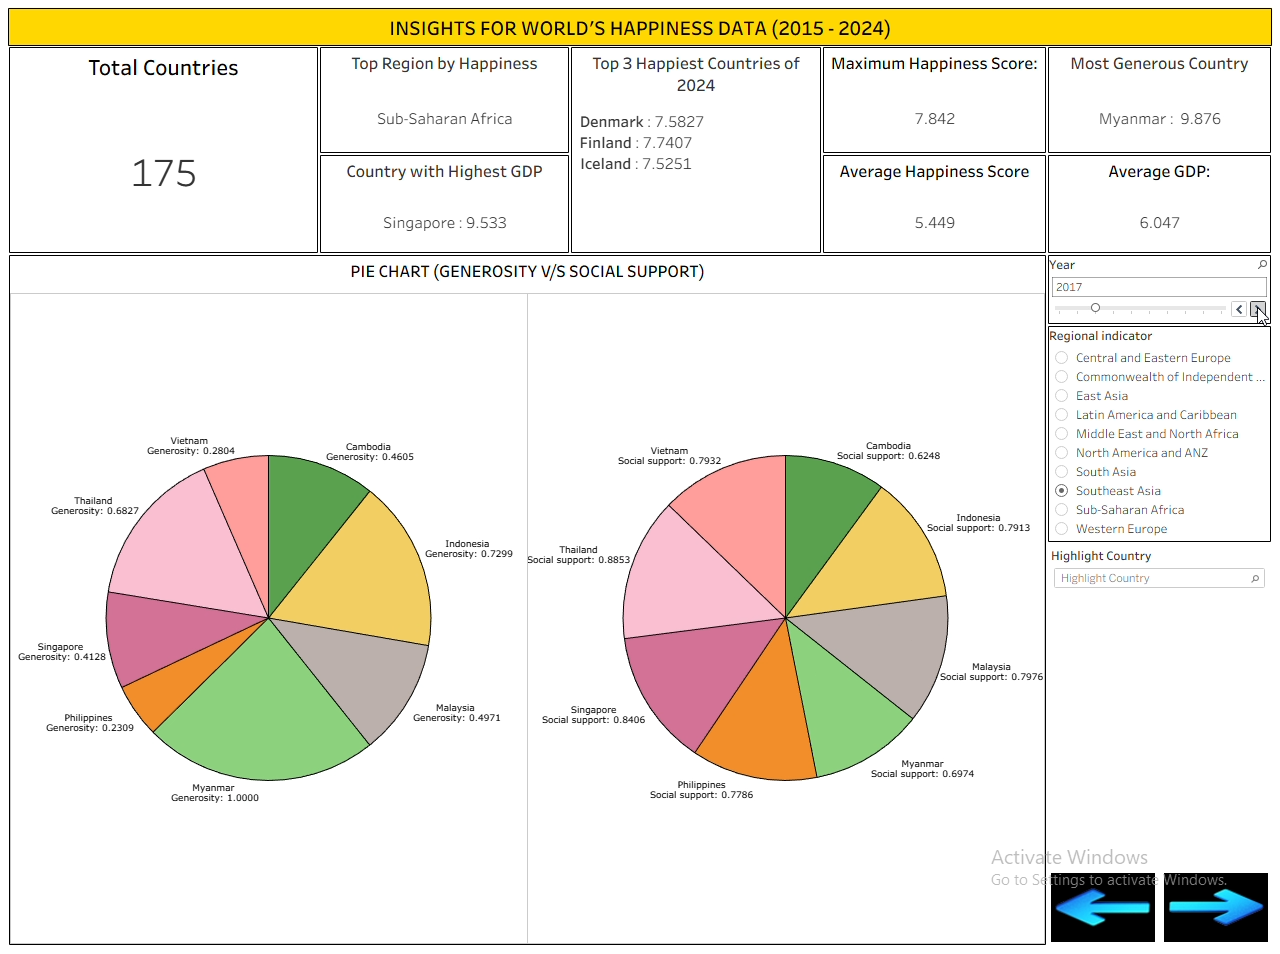 INSIGHTS FOR WORLD'S HAPPINESS DATA (2015 - 2024)
Total Countries
175
Top Region by Happiness
Sub-Saharan Africa
Country with Highest GDP
Singapore : 9.533
Top 3 Happiest Countries of
2024
Denmark : 7.5827
Finland : 7.7407
Iceland : 7.5251
Maximum Happiness Score:
7.842
Average Happiness Score
5.449
Most Generous Country
Myanmar : 9.876
Average GDP:
6.047
PIE CHART (GENEROSITY V/S SOCIAL SUPPORT)
Vietnam
Generosity: 0.2804
Cambodia
Generosity: 0.4605
Thailand
Generosity: 0.6827
Indonesia
Generosity: 0.7299
Singapore
Generosity: 0.4128
Malaysia
Generosity: 0.4971
Philippines
Generosity: 0.2309
Myanmar
Generosity: 1.0000
Vietnam
Social support: 0.7932
Cambodia
Social support: 0.6248
Thailand
Social support: 0.8853
Indonesia
Social support: 0.7913
Malaysia
Social support: 0.7976
Singapore
Social support: 0.8406
Myanmar
Social support: 0.6974
Philippines
Social support: 0.7786
Year
2017
Regional indicator
Central and Eastern Europe
Commonwealth of Independent ...
East Asia
Latin America and Caribbean
Middle East and North Africa
North America and ANZ
South Asia
Southeast Asia
Sub-Saharan Africa
Western Europe
Highlight Country
Highlight Country
Activate Windows
Go to Settings to activate Windows.